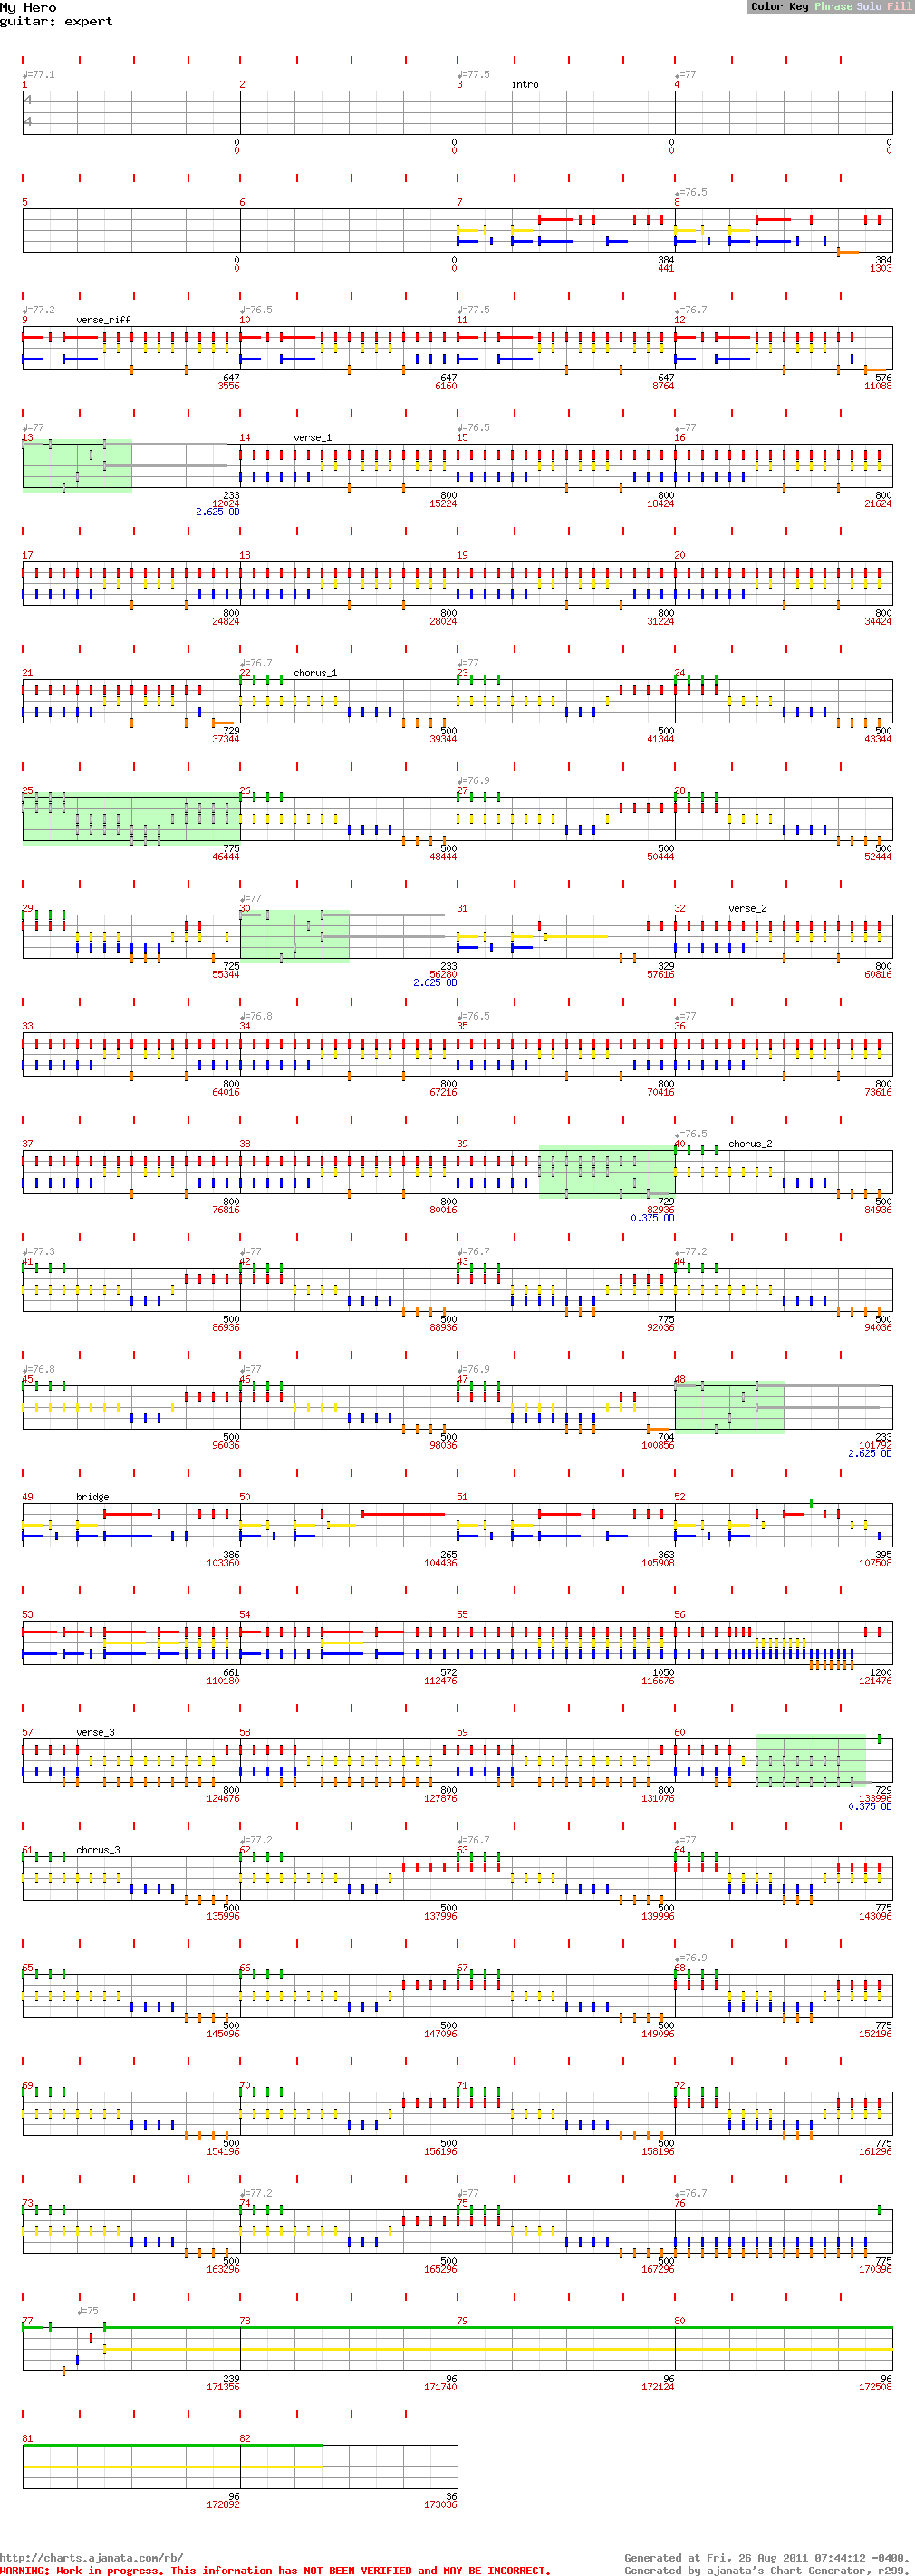 My Hero
guitar: expert
Color Key Phrase Solo Fill
♩=77.1 ♩=77.5 ♩=77
1 2 3 intro 4
4
4
0 0 0 0
0 0 0 0
♩=76.5
5 6 7 8
0 0 384 384
0 0 441 1303
♩=77.2 ♩=76.5 ♩=77.5 ♩=76.7
9 verse_riff 10 11 12
647 647 647 576
3556 6160 8764 11088
♩=77 ♩=76.5 ♩=77
13 14 verse_1 15 16
233 800 800 800
12024 15224 18424 21624
2.625 OD
17 18 19 20
800 800 800 800
24824 28024 31224 34424
♩=76.7 ♩=77
21 22 chorus_1 23 24
729 500 500 500
37344 39344 41344 43344
♩=76.9
25 26 27 28
775 500 500 500
46444 48444 50444 52444
♩=77
29 30 31 32 verse_2
725 233 329 800
55344 56280 57616 60816
2.625 OD
♩=76.8 ♩=76.5 ♩=77
33 34 35 36
800 800 800 800
64016 67216 70416 73616
♩=76.5
37 38 39 40 chorus_2
800 800 729 500
76816 80016 82936 84936
0.375 OD
♩=77.3 ♩=77 ♩=76.7 ♩=77.2
41 42 43 44
500 500 775 500
86936 88936 92036 94036
♩=76.8 ♩=77 ♩=76.9
45 46 47 48
500 500 704 233
96036 98036 100856 101792
2.625 OD
49 bridge 50 51 52
386 265 363 395
103360 104436 105908 107508
53 54 55 56
661 572 1050 1200
110180 112476 116676 121476
57 verse_3 58 59 60
800 800 800 729
124676 127876 131076 133996
0.375 OD
♩=77.2 ♩=76.7 ♩=77
61 chorus_3 62 63 64
500 500 500 775
135996 137996 139996 143096
♩=76.9
65 66 67 68
500 500 500 775
145096 147096 149096 152196
69 70 71 72
500 500 500 775
154196 156196 158196 161296
♩=77.2 ♩=77 ♩=76.7
73 74 75 76
500 500 500 775
163296 165296 167296 170396
♩=75
77 78 79 80
239 96 96 96
171356 171740 172124 172508
81 82
96 36
172892 173036
http://charts.ajanata.com/rb/ Generated at Fri, 26 Aug 2011 07:44:12 -0400.
WARNING: Work in progress. This information has NOT BEEN VERIFIED and MAY BE INCORRECT. Generated by ajanata's Chart Generator, r299.